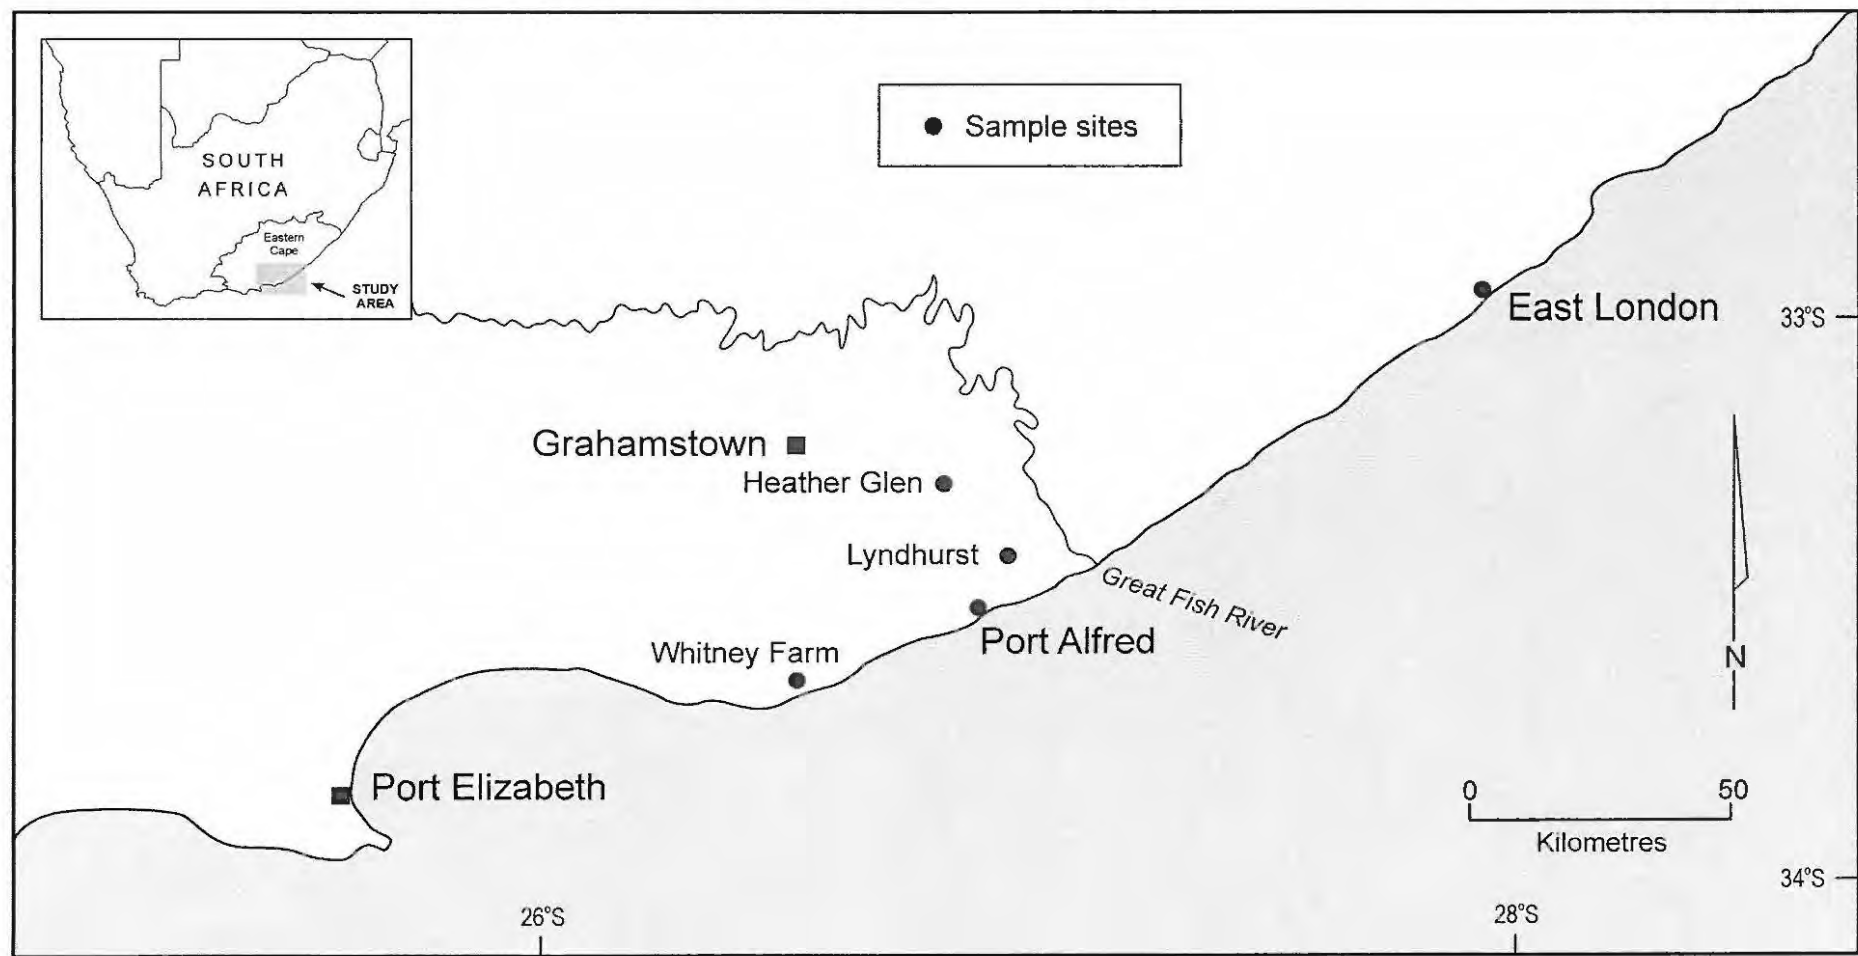 SOUTH
AFRICA
Eastern
Cape
STUDY
AREA
Sample sites
East London
33°S
Grahamstown
Heather Glen
Lyndhurst
Great Fish River
Port Alfred
Whitney Farm
N
Port Elizabeth
0 50
Kilometres
34°S
26°S
28°S